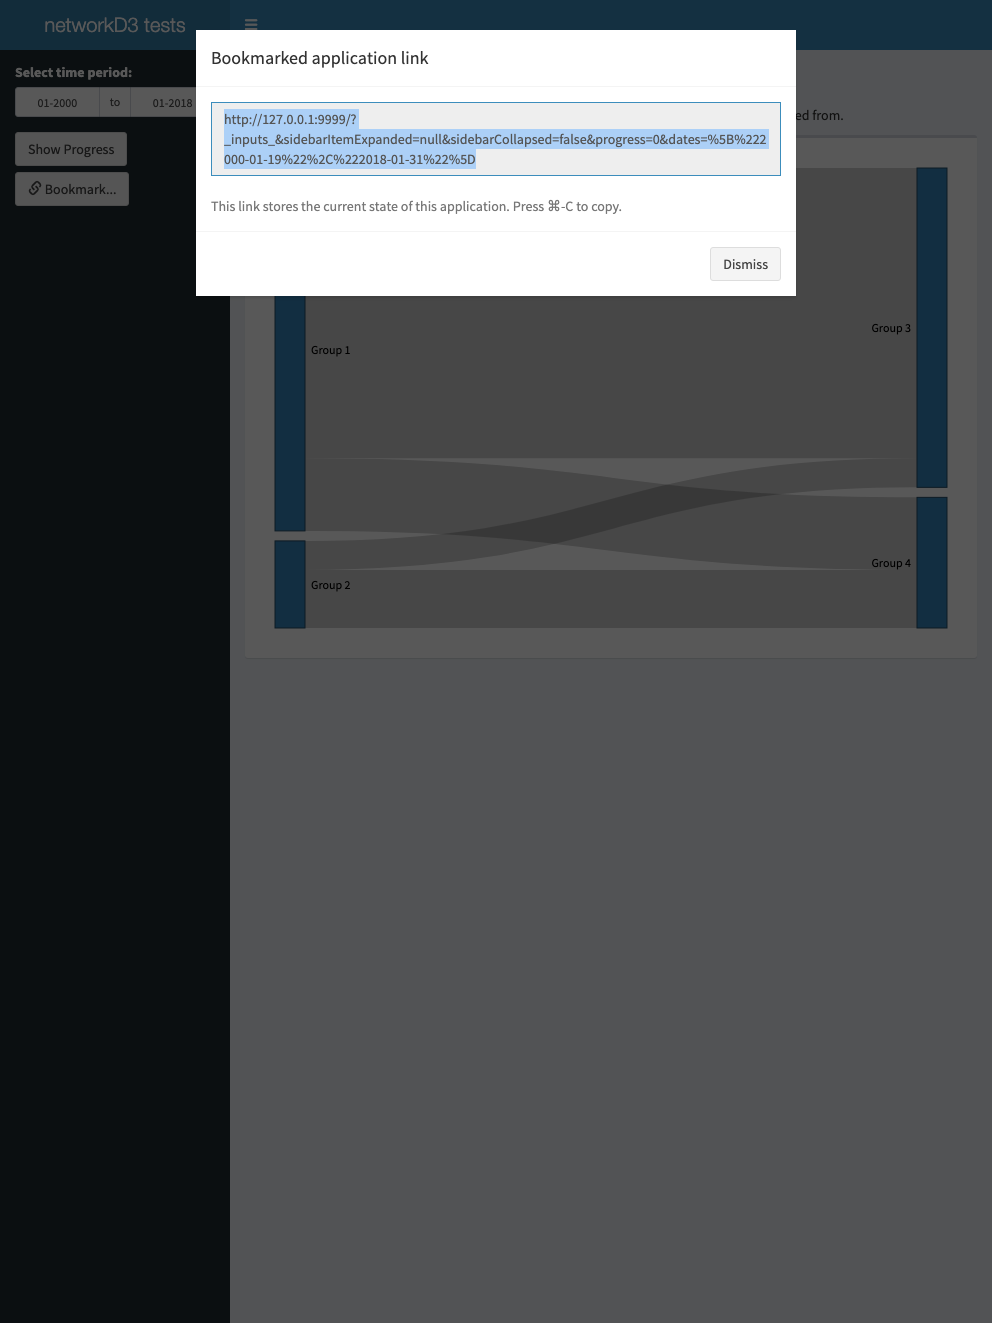 networkD3 tests
Bookmarked application link
Select time period:
01-2000 to 01-2018
http://127.0.0.1:9999/?
_inputs_&sidebarItemExpanded=null&sidebarCollapsed=false&progress=0&dates=%5B%222
000-01-19%22%2C%222018-01-31%22%5D
ed from.
Show Progress
Bookmark...
This link stores the current state of this application. Press ⌘-C to copy.
Dismiss
Group 3
Group 1
Group 4
Group 2